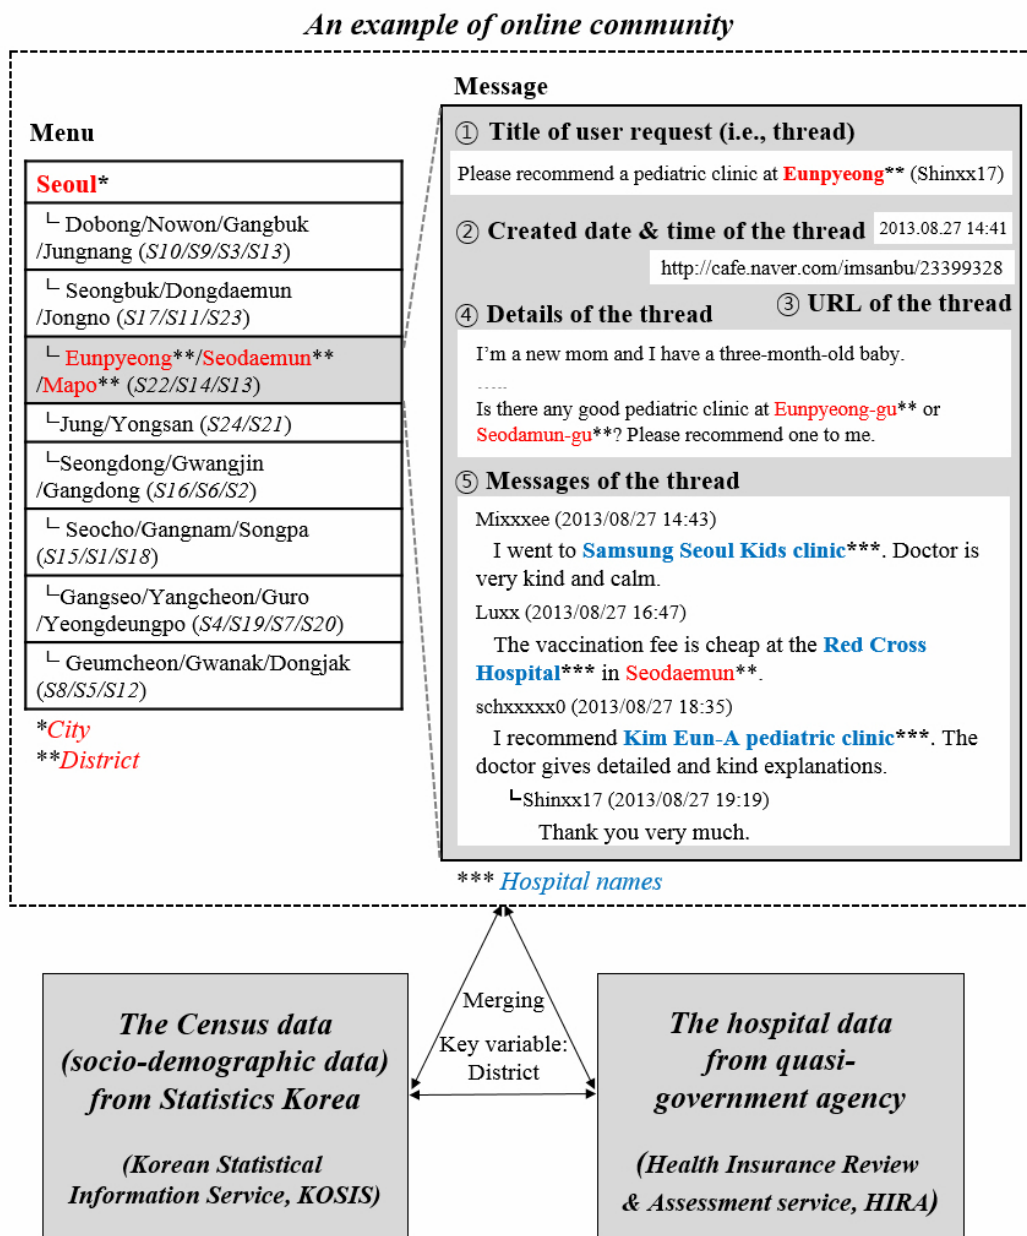 An example of online community
Menu
Seoul*
└ Dobong/Nowon/Gangbuk
/Jungnang (S10/S9/S3/S13)
└ Seongbuk/Dongdaemun
/Jongno (S17/S11/S23)
└ Eunpyeong**/Seodaemun**
/Mapo** (S22/S14/S13)
└Jung/Yongsan (S24/S21)
└Seongdong/Gwangjin
/Gangdong (S16/S6/S2)
└ Seocho/Gangnam/Songpa
(S15/S1/S18)
└Gangseo/Yangcheon/Guro
/Yeongdeungpo (S4/S19/S7/S20)
└ Geumcheon/Gwanak/Dongjak
(S8/S5/S12)
*City
**District
Message
① Title of user request (i.e., thread)
Please recommend a pediatric clinic at Eunpyeong** (Shinxx17)
② Created date & time of the thread 2013.08.27 14:41
http://cafe.naver.com/imsanbu/23399328
③ URL of the thread
④ Details of the thread
I'm a new mom and I have a three-month-old baby.
.....
Is there any good pediatric clinic at Eunpyeong-gu** or
Seodamun-gu**? Please recommend one to me.
⑤ Messages of the thread
Mixxxee (2013/08/27 14:43)
I went to Samsung Seoul Kids clinic***. Doctor is
very kind and calm.
Luxx (2013/08/27 16:47)
The vaccination fee is cheap at the Red Cross
Hospital*** in Seodaemun**.
schxxxxx0 (2013/08/27 18:35)
I recommend Kim Eun-A pediatric clinic***. The
doctor gives detailed and kind explanations.
┗Shinxx17 (2013/08/27 19:19)
Thank you very much.
*** Hospital names
Merging
Key variable:
District
The Census data
(socio-demographic data)
from Statistics Korea
(Korean Statistical
Information Service, KOSIS)
The hospital data
from quasi-
government agency
(Health Insurance Review
& Assessment service, HIRA)